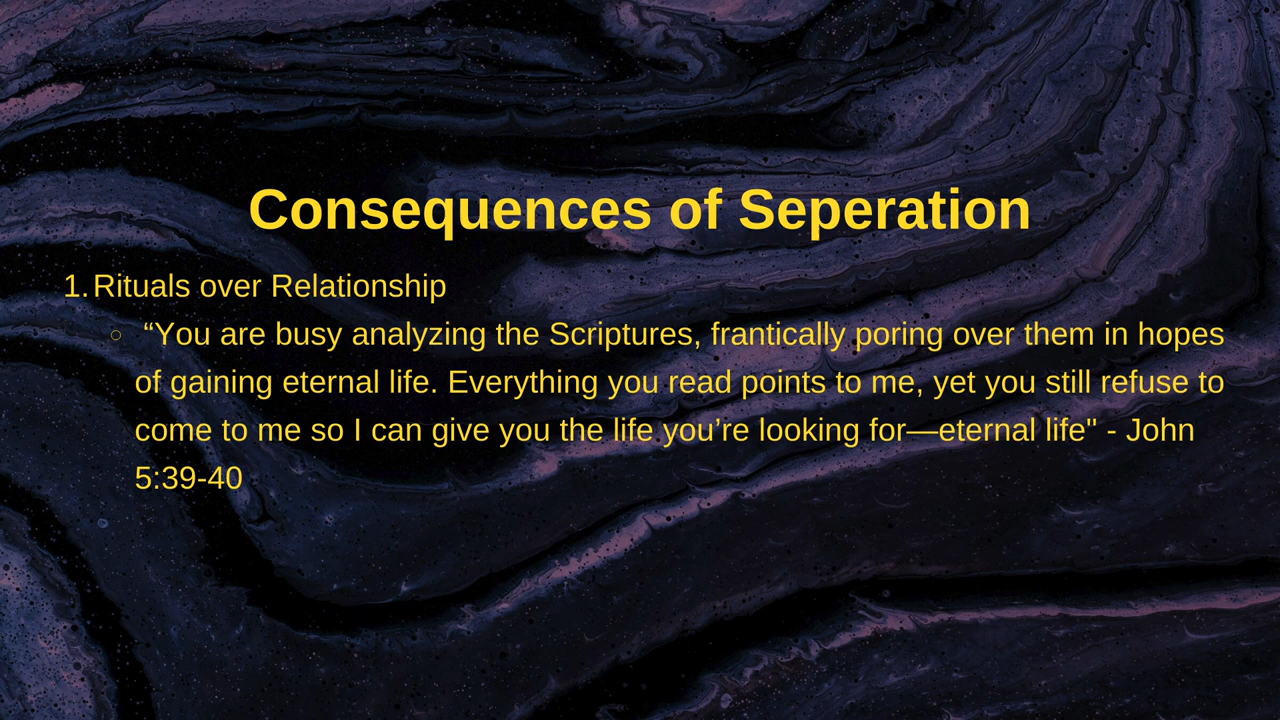 Consequences of Seperation
1. Rituals over Relationship
○ “You are busy analyzing the Scriptures, frantically poring over them in hopes
of gaining eternal life. Everything you read points to me, yet you still refuse to
come to me so I can give you the life you’re looking for—eternal life" - John
5:39-40